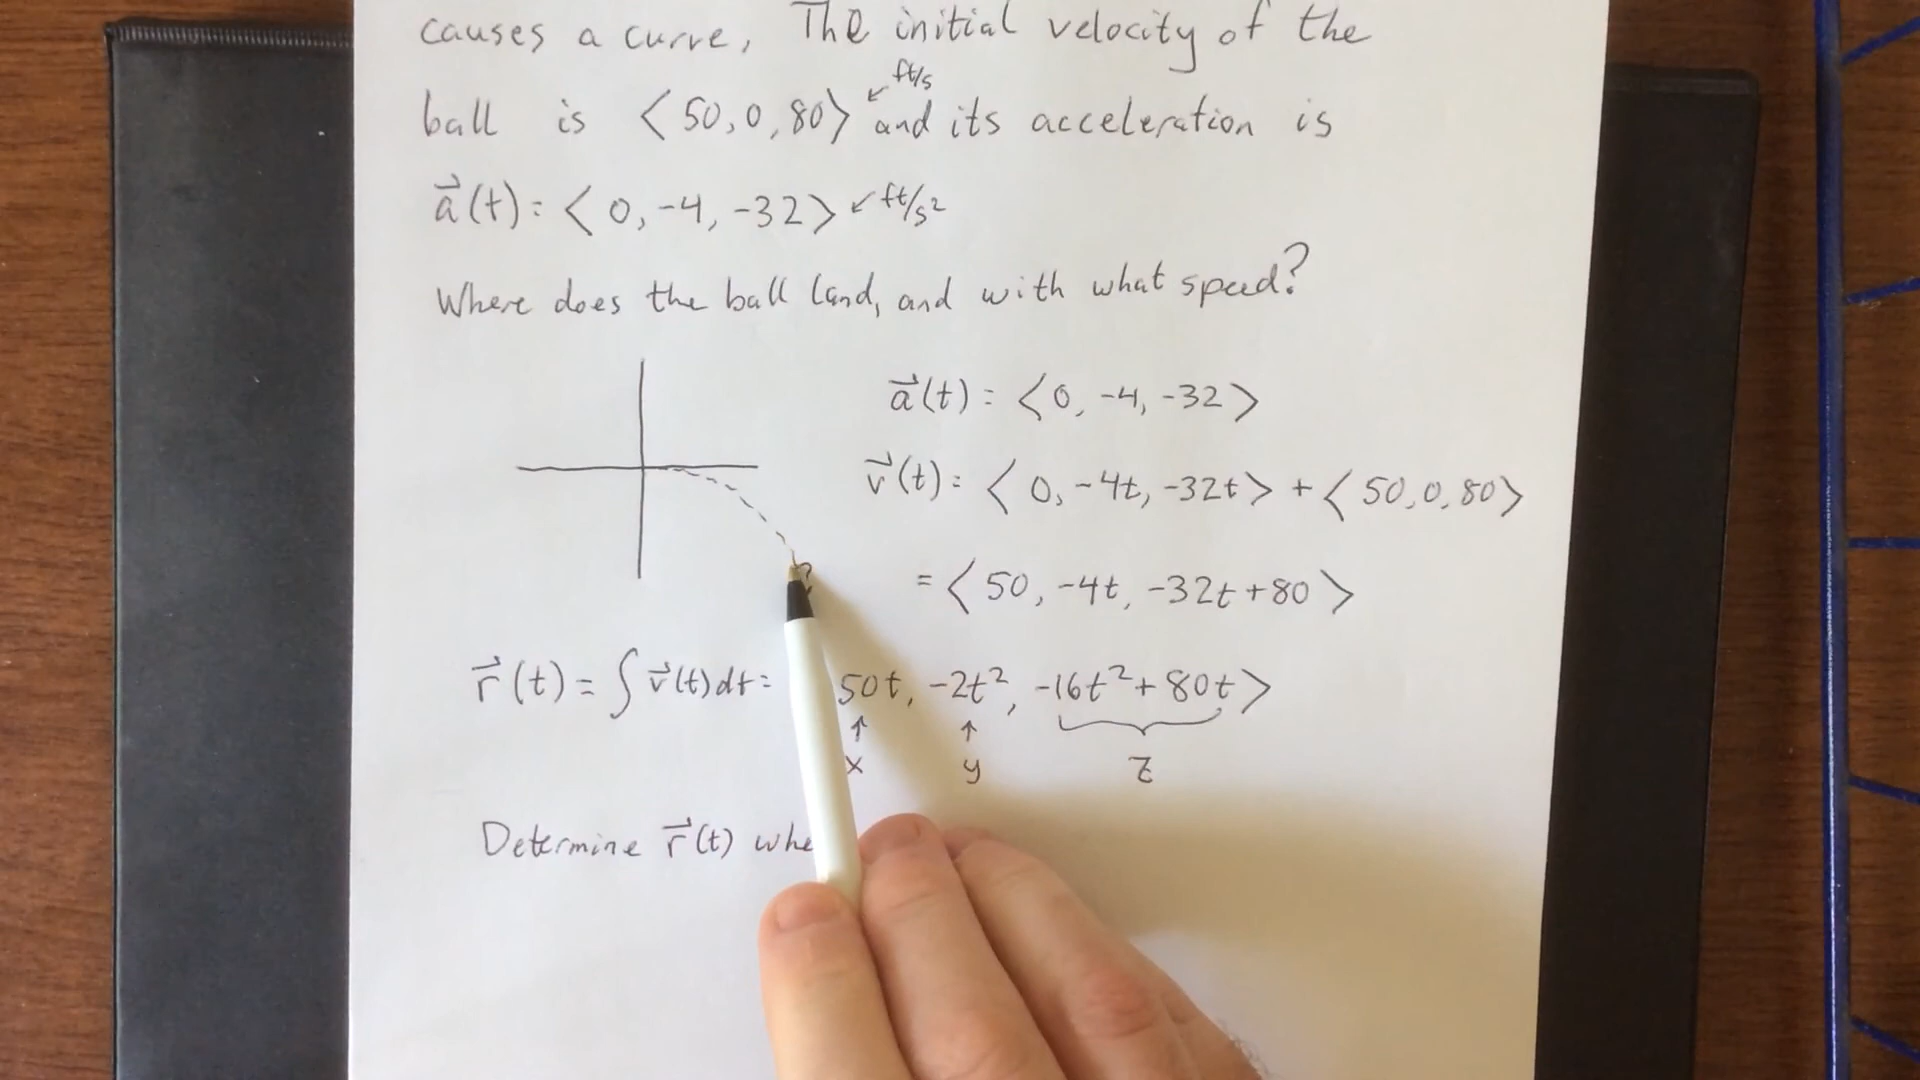 causes a curve. The initial velocity of the
ft/s
ball is ⟨50, 0, 80⟩ ↙ and its acceleration is
a⃗(t) = ⟨0, -4, -32⟩ ↙ ft/s²
Where does the ball land, and with what speed?
a⃗(t) = ⟨0, -4, -32⟩
v⃗(t) = ⟨0, -4t, -32t⟩ + ⟨50, 0, 80⟩
= ⟨50, -4t, -32t+80⟩
r⃗(t) = ∫ v⃗(t)dt = 50t, -2t², -16t²+80t⟩
↑ ↑
x y z
Determine r⃗(t)